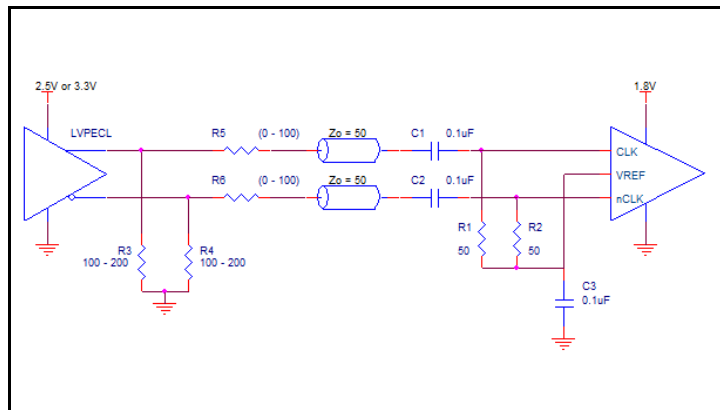 2.5V or 3.3V
1.8V
LVPECL
R5 (0 - 100) Zo = 50 C1 0.1uF
CLK
R6 (0 - 100) Zo = 50 C2 0.1uF
VREF
nCLK
R3
100 - 200
R4
100 - 200
R1
50
R2
50
C3
0.1uF